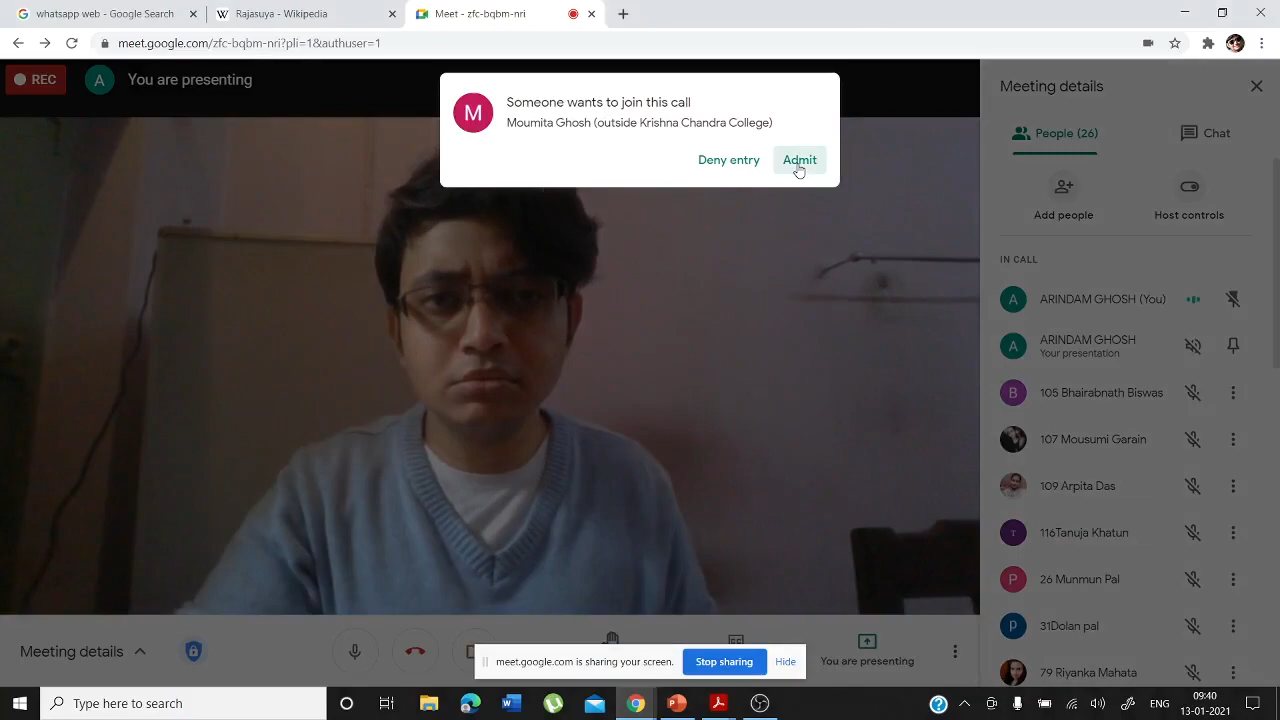 whatsapp web - Google Search
Rajasuya - Wikipedia
Meet - zfc-bqbm-nri
meet.google.com/zfc-bqbm-nri?pli=1&authuser=1
REC
A
You are presenting
M
Someone wants to join this call
Moumita Ghosh (outside Krishna Chandra College)
Deny entry
Admit
Meeting details
People (26)
Chat
Add people
Host controls
IN CALL
A
ARINDAM GHOSH (You)
A
ARINDAM GHOSH
Your presentation
B
105 Bhairabnath Biswas
107 Mousumi Garain
109 Arpita Das
T
116Tanuja Khatun
P
26 Munmun Pal
p
31Dolan pal
79 Riyanka Mahata
Meeting details
meet.google.com is sharing your screen.
Stop sharing
Hide
You are presenting
Type here to search
ENG
09:40
13-01-2021